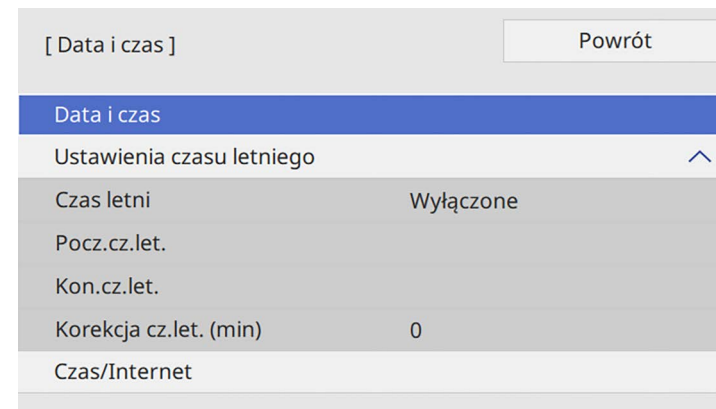 [ Data i czas ]
Powrót
Data i czas
Ustawienia czasu letniego
Czas letni Wyłączone
Pocz.cz.let.
Kon.cz.let.
Korekcja cz.let. (min) 0
Czas/Internet